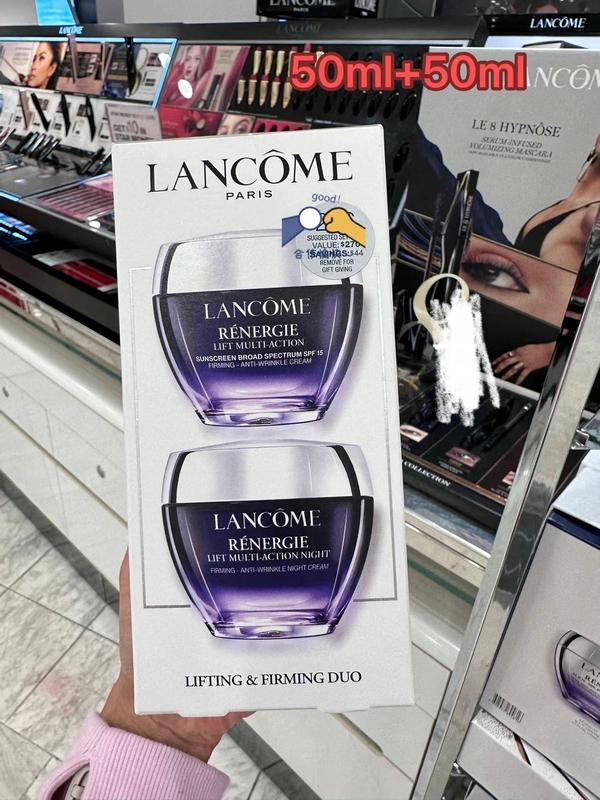 LANCÔME
50ml+50ml
LANCÔME
PARIS
good!
SUGGESTED
VALUE: $270
SAVINGS: $44
REMOVE FOR
GIFT GIVING
LANCÔME
RÉNERGIE
LIFT MULTI-ACTION
SUNSCREEN BROAD SPECTRUM SPF 15
FIRMING - ANTI-WRINKLE CREAM
LANCÔME
RÉNERGIE
LIFT MULTI-ACTION NIGHT
FIRMING - ANTI-WRINKLE NIGHT CREAM
LIFTING & FIRMING DUO
LE 8 HYPNÔSE
SERUM-INFUSED
VOLUMIZING MASCARA
COLLECTION